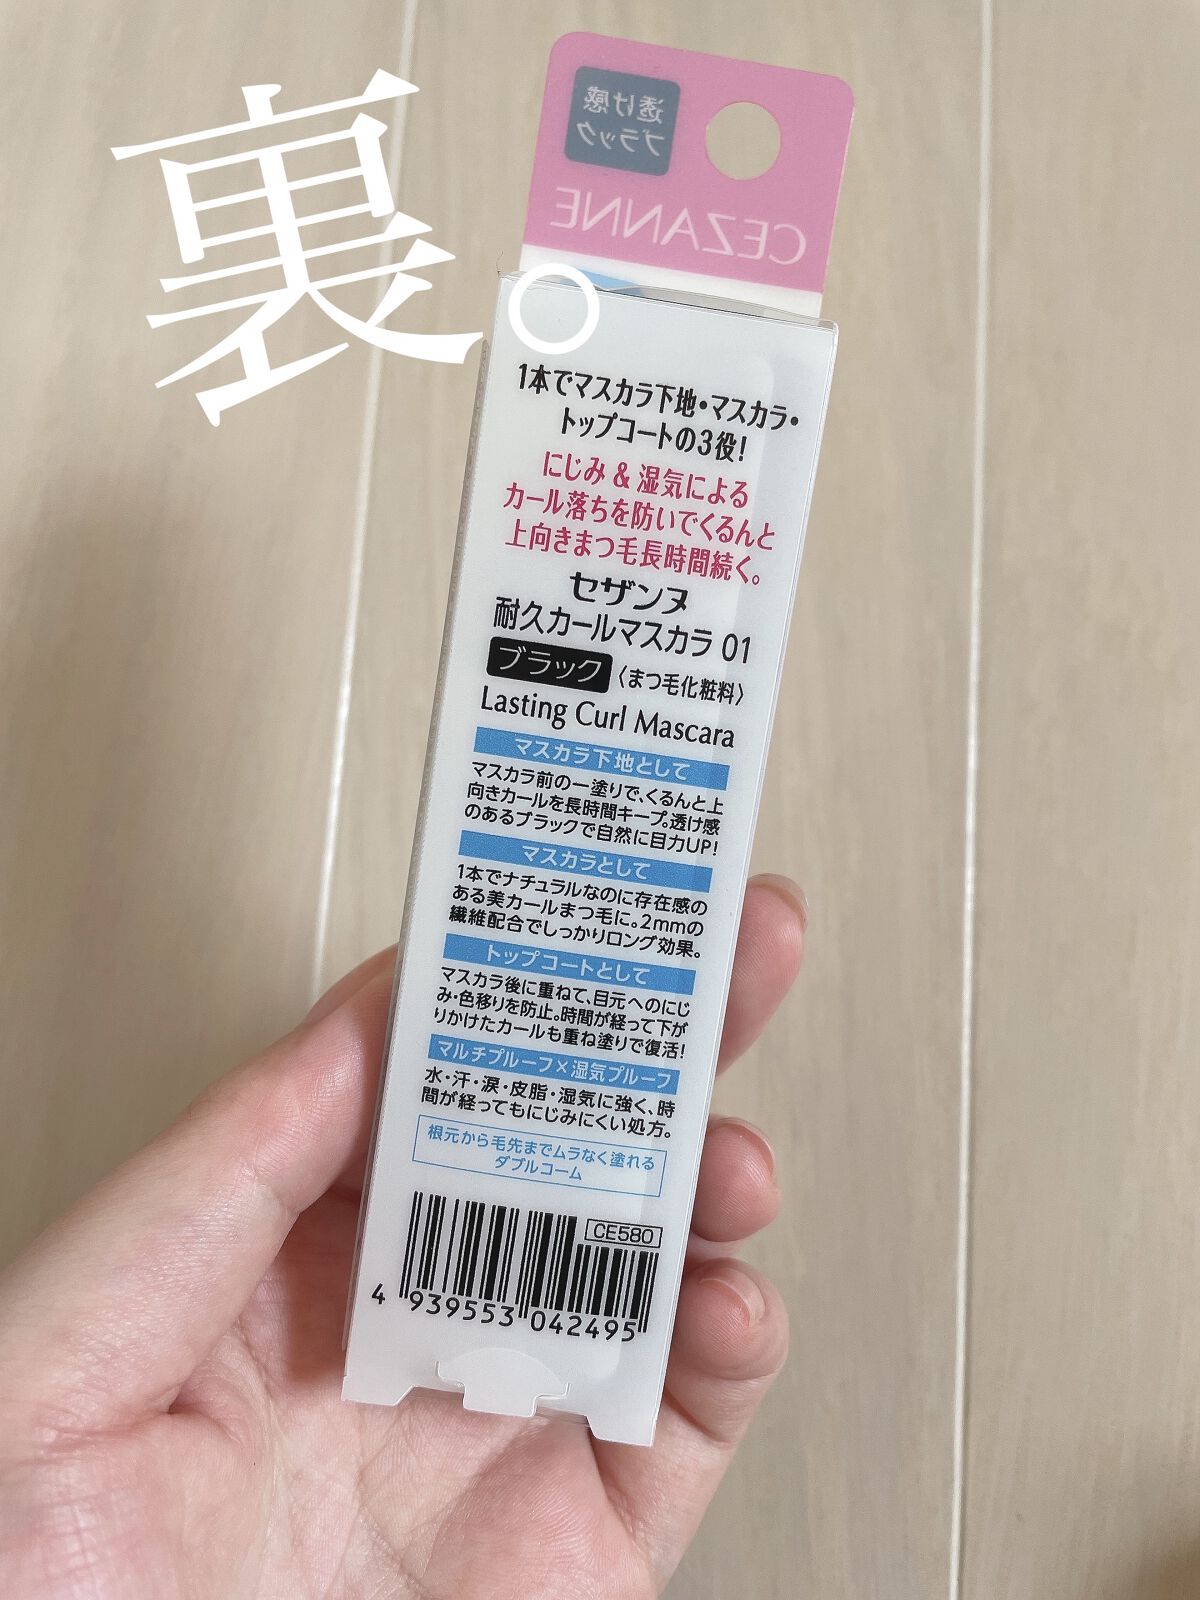 裏。
透け感
ブラック
CEZANNE
1本でマスカラ下地・マスカラ・
トップコートの3役!
にじみ & 湿気による
カール落ちを防いでくるんと
上向きまつ毛長時間続く。
セザンヌ
耐久カールマスカラ 01
ブラック 〈まつ毛化粧料〉
Lasting Curl Mascara
マスカラ下地として
マスカラ前の一塗りで、くるんと上
向きカールを長時間キープ。透け感
のあるブラックで自然に目力UP!
マスカラとして
1本でナチュラルなのに存在感の
ある美カールまつ毛に。2mmの
繊維配合でしっかりロング効果。
トップコートとして
マスカラ後に重ねて、目元へのにじ
み・色移りを防止。時間が経って下が
りかけたカールも重ね塗りで復活!
マルチプルーフ×湿気プルーフ
水・汗・涙・皮脂・湿気に強く、時
間が経ってもにじみにくい処方。
根元から毛先までムラなく塗れる
ダブルコーム
CE580
4 939553 042495